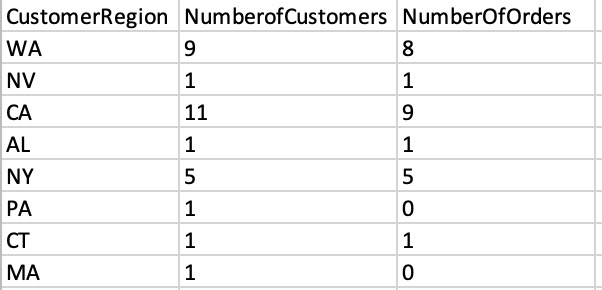 CustomerRegion NumberofCustomers NumberOfOrders
WA 9 8
NV 1 1
CA 11 9
AL 1 1
NY 5 5
PA 1 0
CT 1 1
MA 1 0